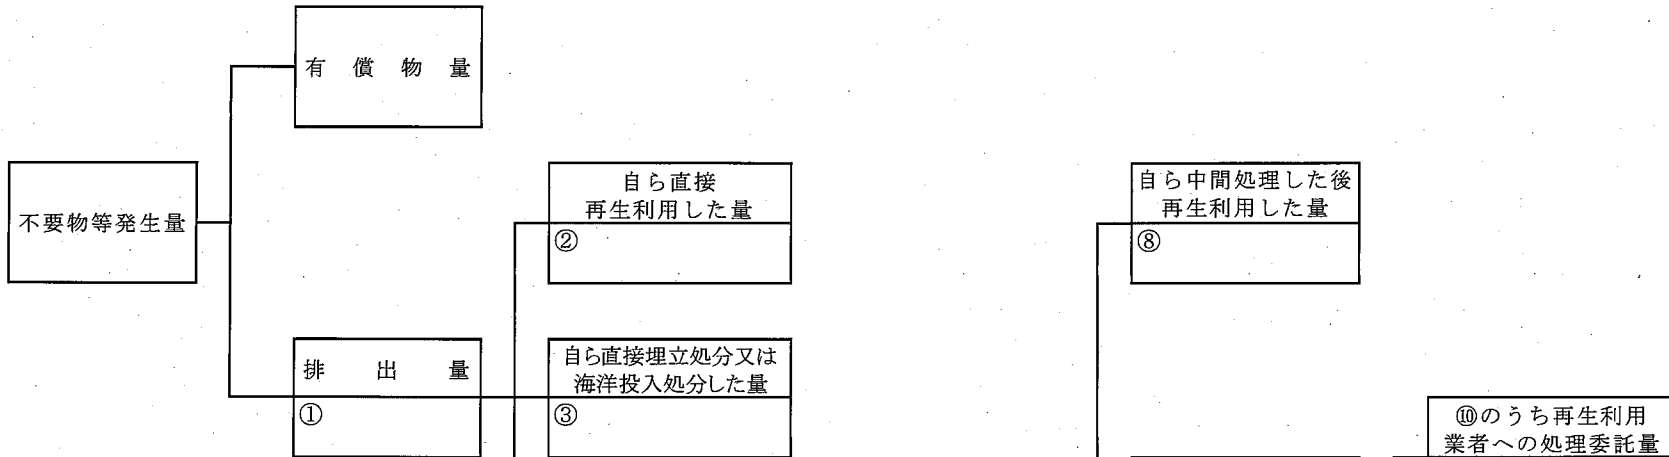 有償物量
不要物等発生量
自ら直接
再生利用した量
②
自ら中間処理した後
再生利用した量
⑧
排出量
①
自ら直接埋立処分又は
海洋投入処分した量
③
⑩のうち再生利用
業者への処理委託量